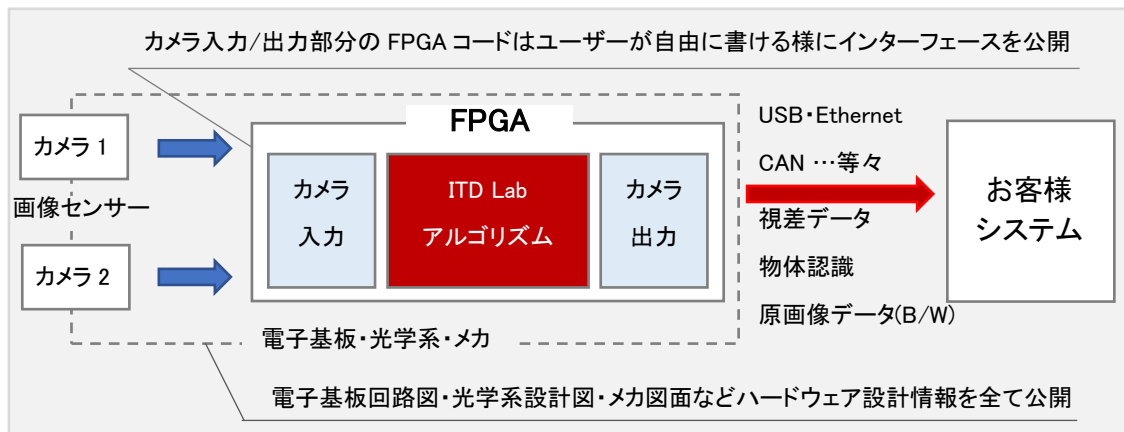 カメラ入力/出力部分の FPGA コードはユーザーが自由に書ける様にインターフェースを公開
FPGA
カメラ 1
画像センサー
カメラ 2
カメラ
入力
ITD Lab
アルゴリズム
カメラ
出力
USB・Ethernet
CAN …等々
視差データ
物体認識
原画像データ(B/W)
お客様
システム
電子基板・光学系・メカ
電子基板回路図・光学系設計図・メカ図面などハードウェア設計情報を全て公開